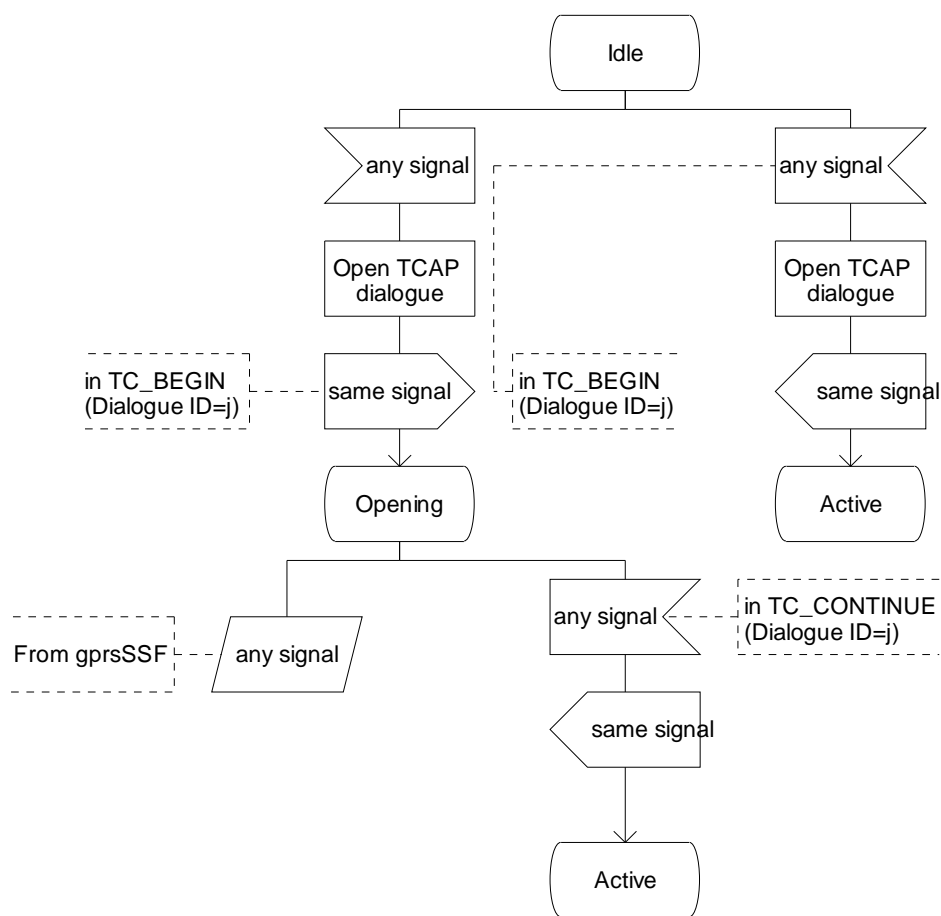 Idle
any signal
any signal
Open TCAP
dialogue
Open TCAP
dialogue
in TC_BEGIN
(Dialogue ID=j)
same signal
in TC_BEGIN
(Dialogue ID=j)
same signal
Opening
Active
any signal
in TC_CONTINUE
(Dialogue ID=j)
From gprsSSF
any signal
same signal
Active